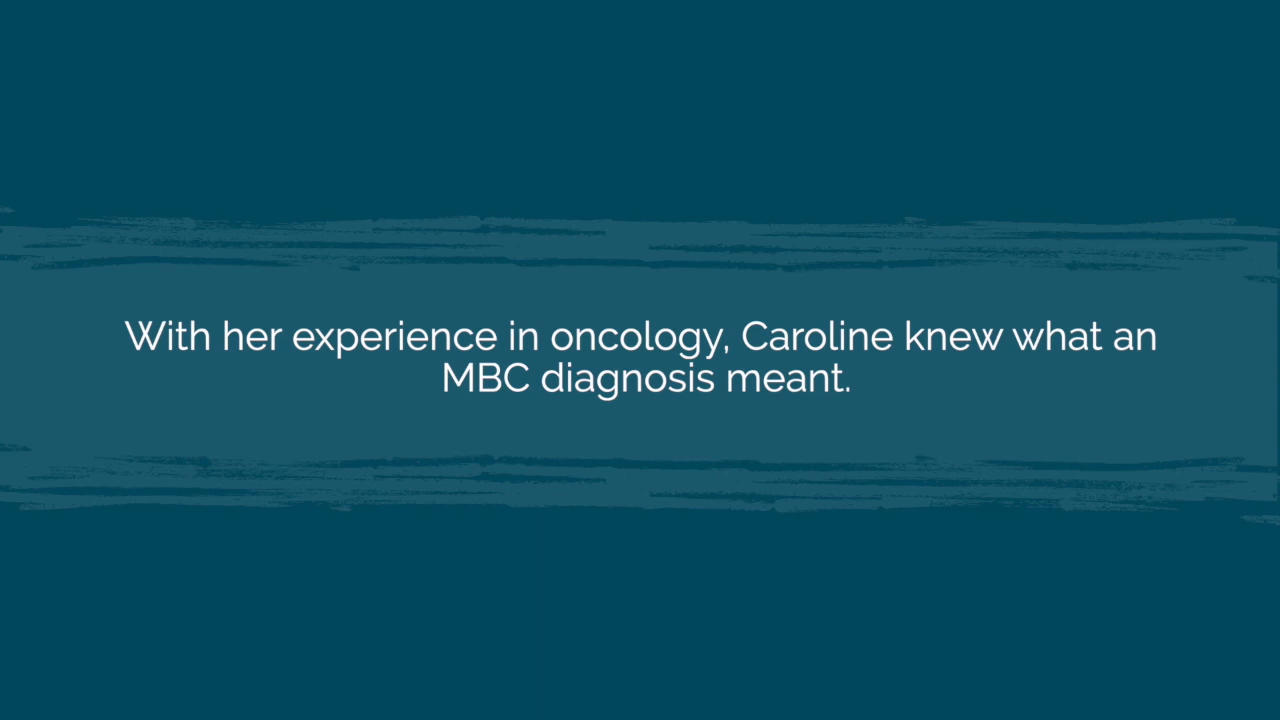 With her experience in oncology, Caroline knew what an
MBC diagnosis meant.